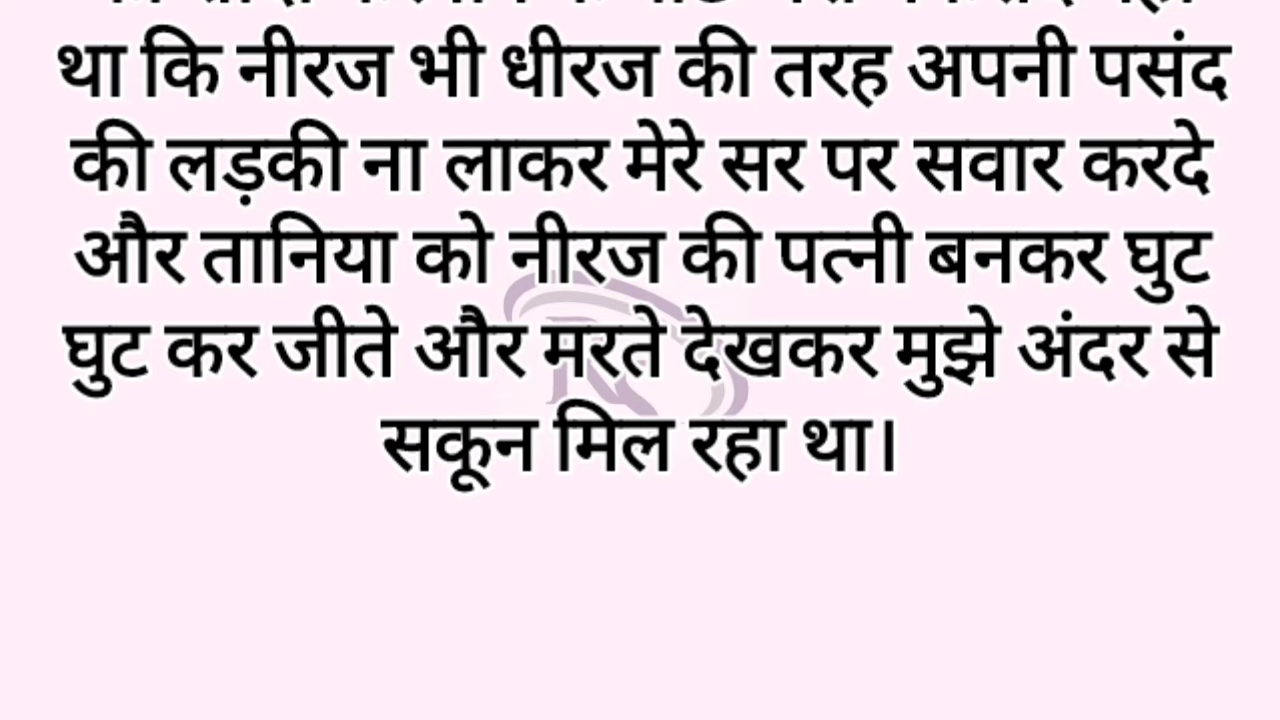 था कि नीरज भी धीरज की तरह अपनी पसंद
की लड़की ना लाकर मेरे सर पर सवार करदे
और तानिया को नीरज की पत्नी बनकर घुट
घुट कर जीते और मरते देखकर मुझे अंदर से
सकून मिल रहा था।